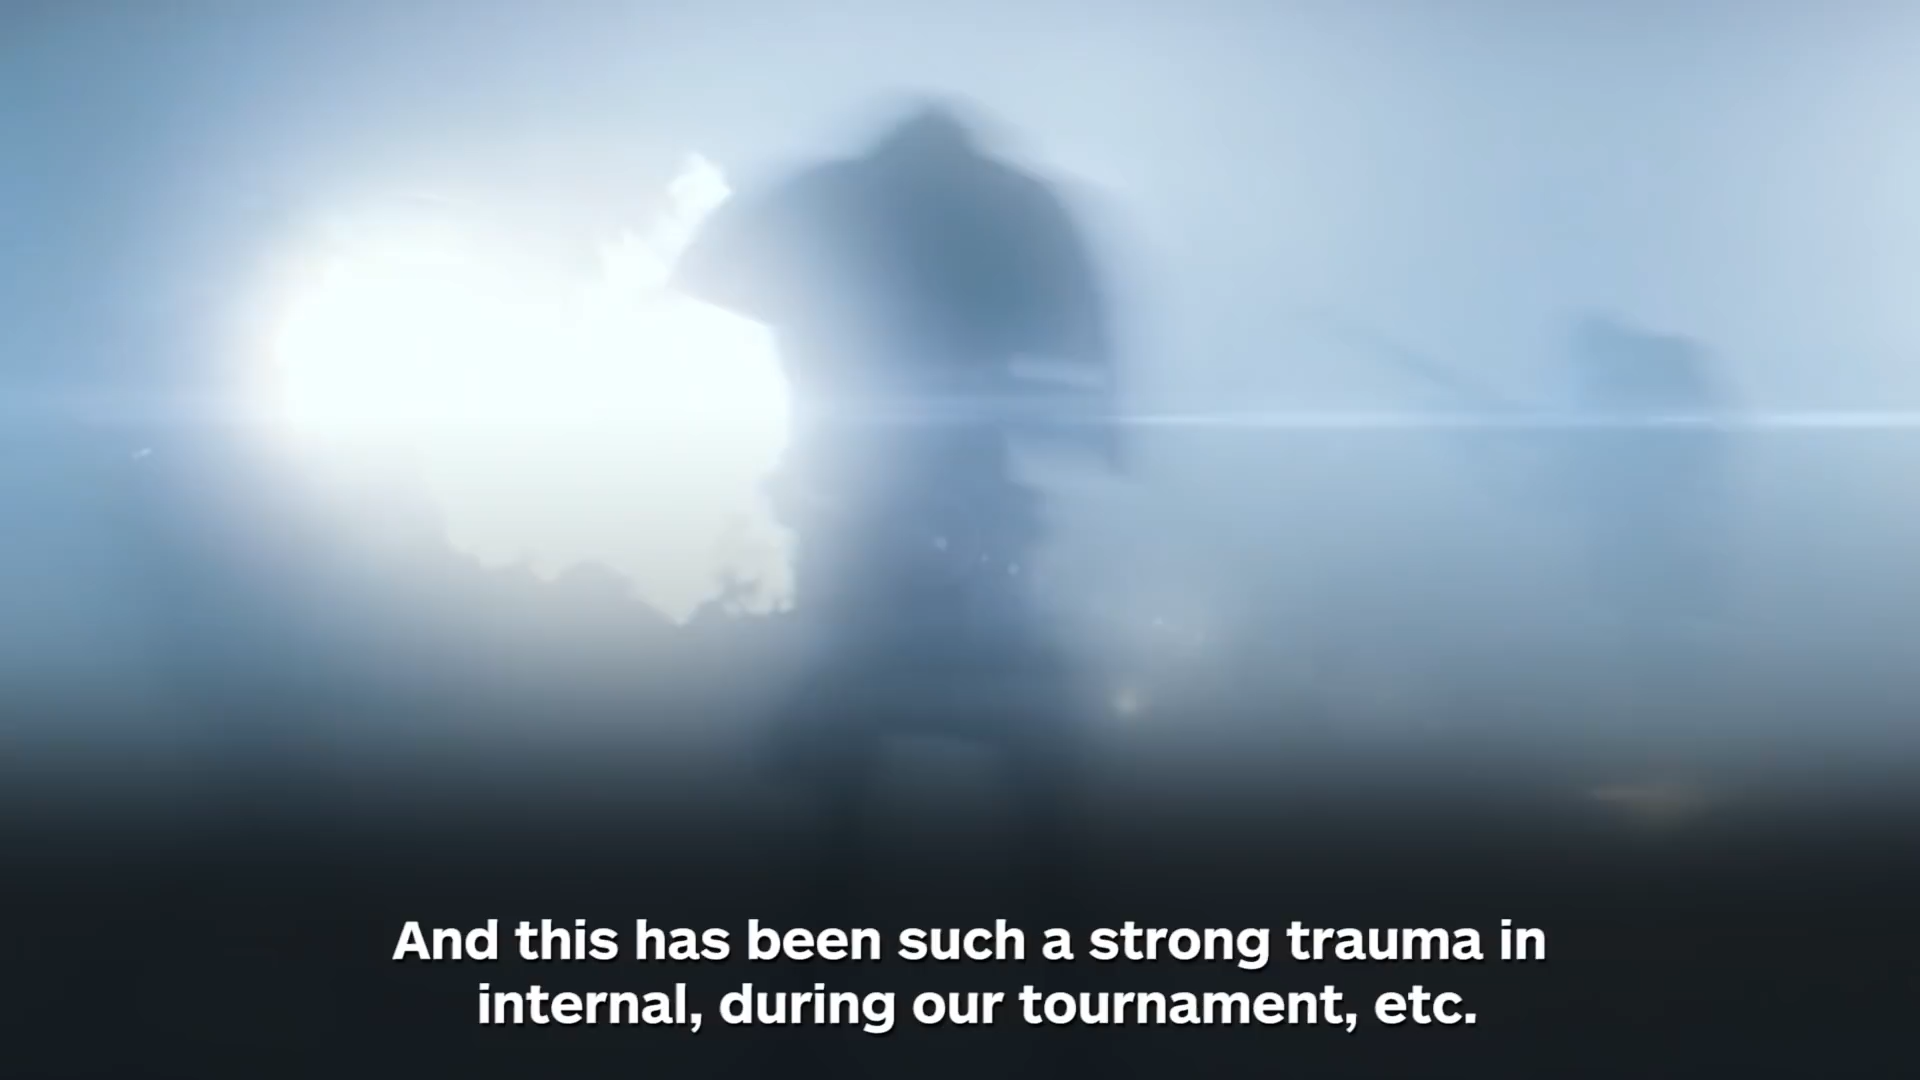 And this has been such a strong trauma in
internal, during our tournament, etc.